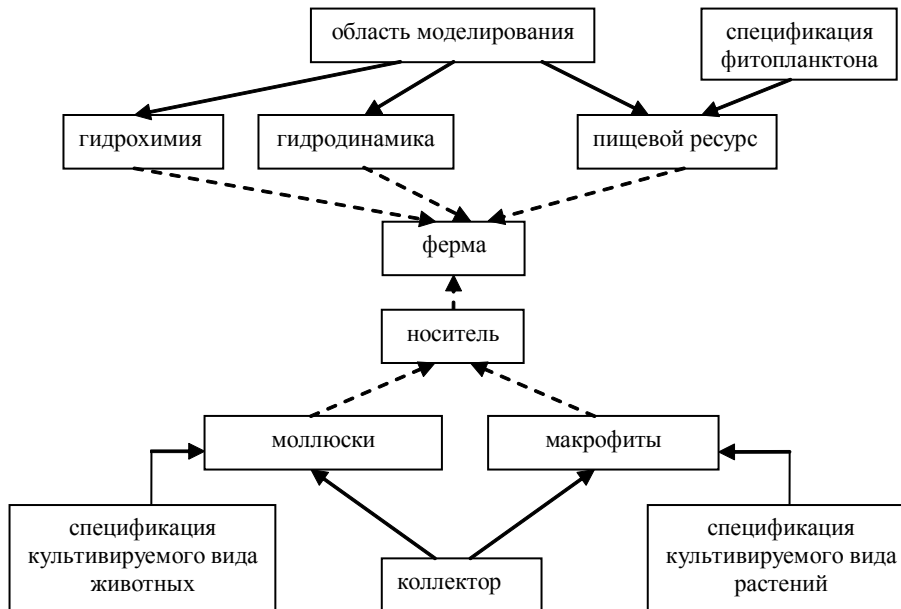 область моделирования
спецификация
фитопланктона
гидрохимия
гидродинамика
пищевой ресурс
ферма
носитель
моллюски
макрофиты
спецификация
культивируемого вида
животных
коллектор
спецификация
культивируемого вида
растений